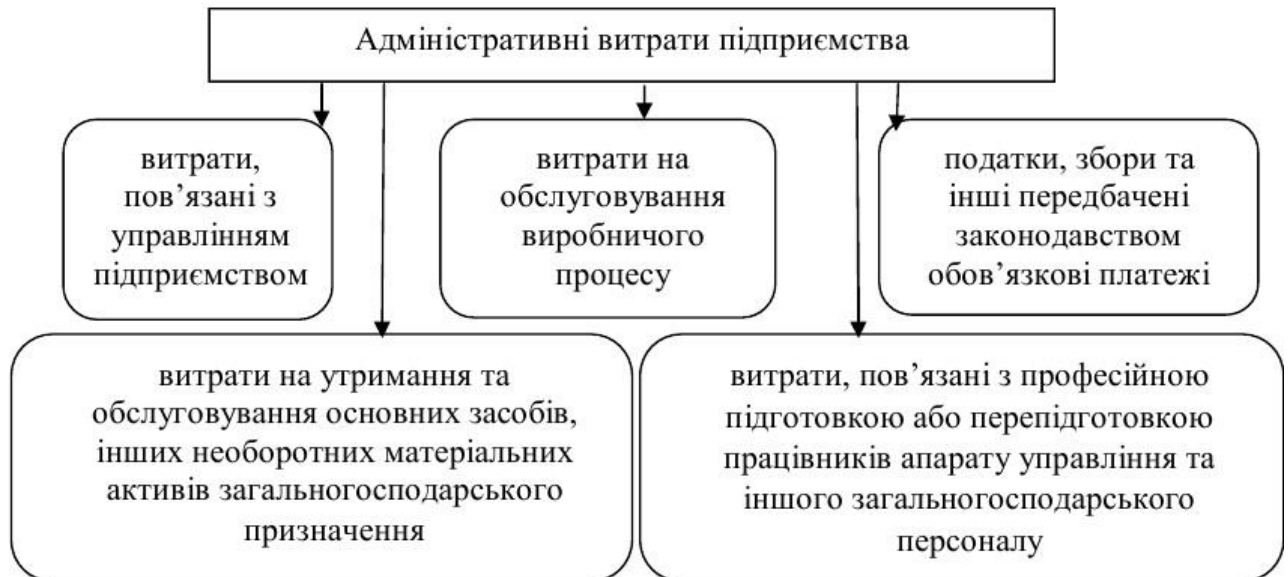 Адміністративні витрати підприємства
витрати,
пов’язані з
управлінням
підприємством
витрати на
обслуговування
виробничого
процесу
податки, збори та
інші передбачені
законодавством
обов’язкові платежі
витрати на утримання та
обслуговування основних засобів,
інших необоротних матеріальних
активів загальногосподарського
призначення
витрати, пов’язані з професійною
підготовкою або перепідготовкою
працівників апарату управління та
іншого загальногосподарського
персоналу